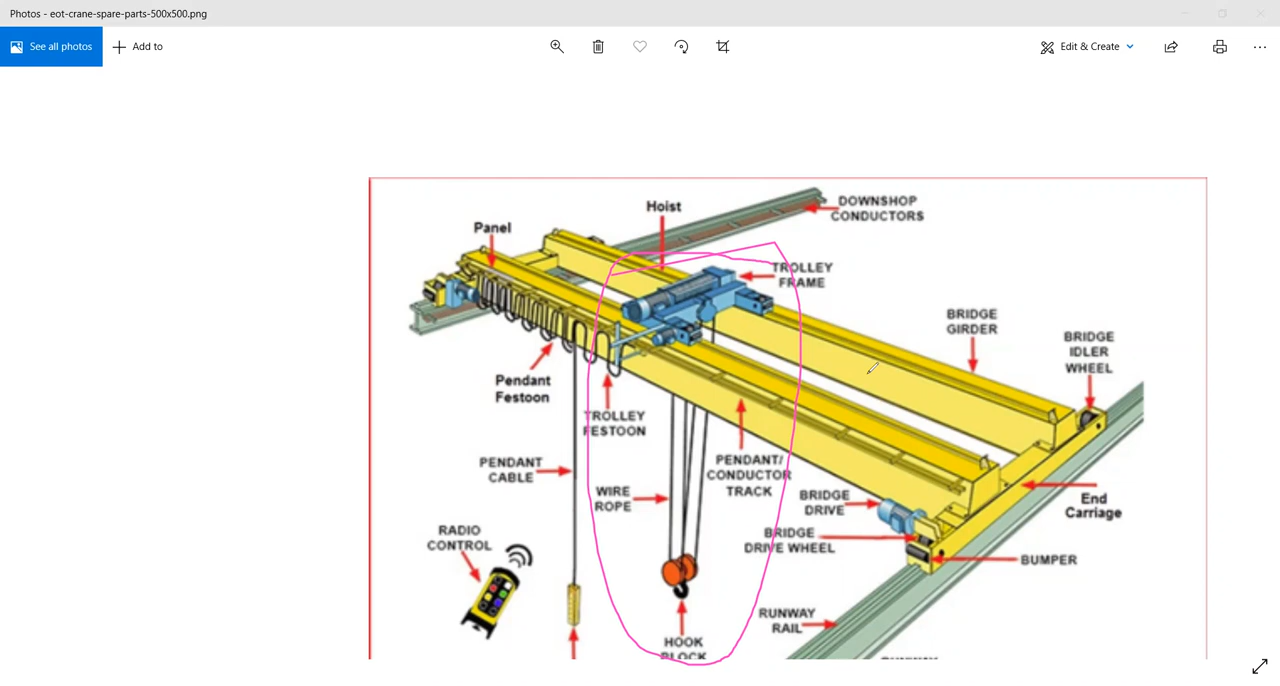 Photos - eot-crane-spare-parts-500x500.png
See all photos
Add to
Edit & Create
Hoist
DOWNSHOP
CONDUCTORS
Panel
TROLLEY
FRAME
BRIDGE
GIRDER
BRIDGE
IDLER
WHEEL
Pendant
Festoon
TROLLEY
FESTOON
PENDANT
CABLE
WIRE
ROPE
PENDANT/
CONDUCTOR
TRACK
BRIDGE
DRIVE
End
Carriage
BRIDGE
DRIVE WHEEL
RADIO
CONTROL
BUMPER
RUNWAY
RAIL
HOOK
BLOCK